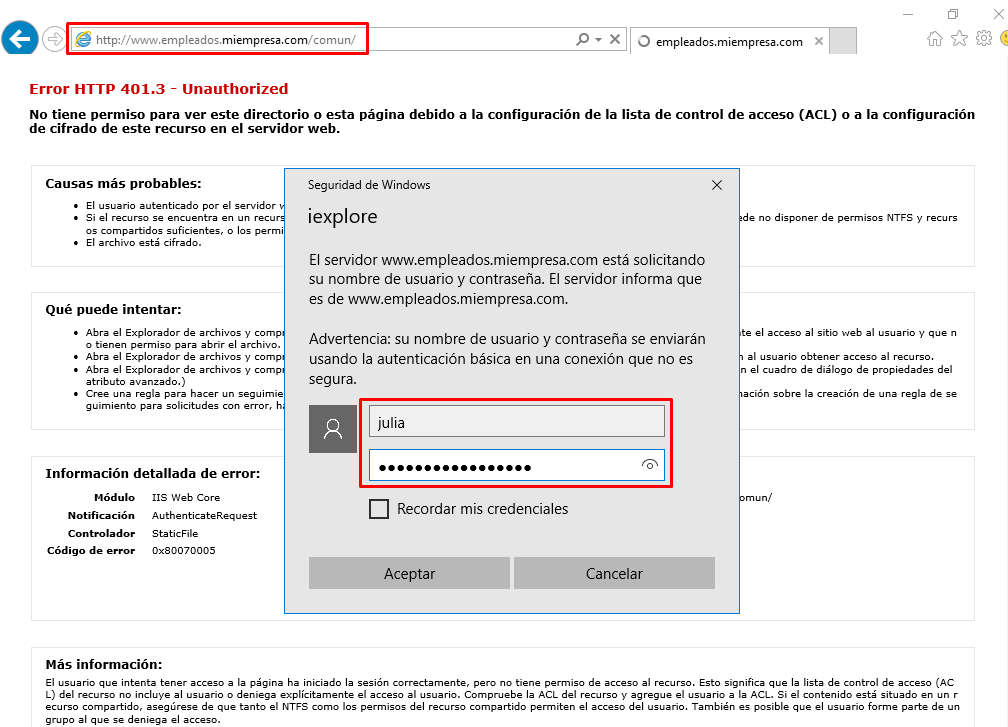 http://www.empleados.miempresa.com/comun/
empleados.miempresa.com
Error HTTP 401.3 - Unauthorized
No tiene permiso para ver este directorio o esta página debido a la configuración de la lista de control de acceso (ACL) o a la configuración
de cifrado de este recurso en el servidor web.
Causas más probables:
El usuario autenticado por el servidor
Si el recurso se encuentra en un recurs
ede no disponer de permisos NTFS y recurs
os compartidos suficientes, o los permi
El archivo está cifrado.
Qué puede intentar:
Abra el Explorador de archivos y compr
te el acceso al sitio web al usuario y que n
o tienen permiso para abrir el archivo.
Abra el Explorador de archivos y compr
n al usuario obtener acceso al recurso.
Abra el Explorador de archivos y compr
n el cuadro de diálogo de propiedades del
atributo avanzado.)
Cree una regla para hacer un seguimie
nación sobre la creación de una regla de se
guimiento para solicitudes con error, ha
Información detallada de error:
Módulo IIS Web Core
omun/
Notificación AuthenticateRequest
Controlador StaticFile
Código de error 0x80070005
Seguridad de Windows
iexplore
El servidor www.empleados.miempresa.com está solicitando
su nombre de usuario y contraseña. El servidor informa que
es de www.empleados.miempresa.com.
Advertencia: su nombre de usuario y contraseña se enviarán
usando la autenticación básica en una conexión que no es
segura.
julia
Recordar mis credenciales
Aceptar Cancelar
Más información:
El usuario que intenta tener acceso a la página ha iniciado la sesión correctamente, pero no tiene permiso de acceso al recurso. Esto significa que la lista de control de acceso (AC
L) del recurso no incluye al usuario o deniega explícitamente el acceso al usuario. Compruebe la ACL del recurso y agregue el usuario a la ACL. Si el contenido está situado en un r
ecurso compartido, asegúrese de que tanto el NTFS como los permisos del recurso compartido permiten el acceso del usuario. También es posible que el usuario forme parte de un
grupo al que se deniega el acceso.